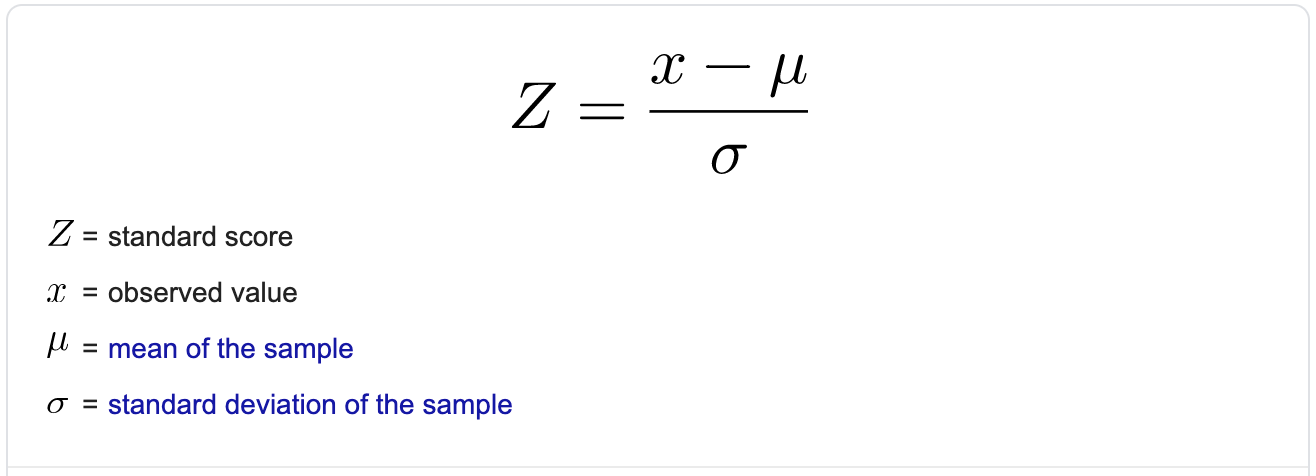 Z = x − μ / σ
Z = standard score
x = observed value
μ = mean of the sample
σ = standard deviation of the sample